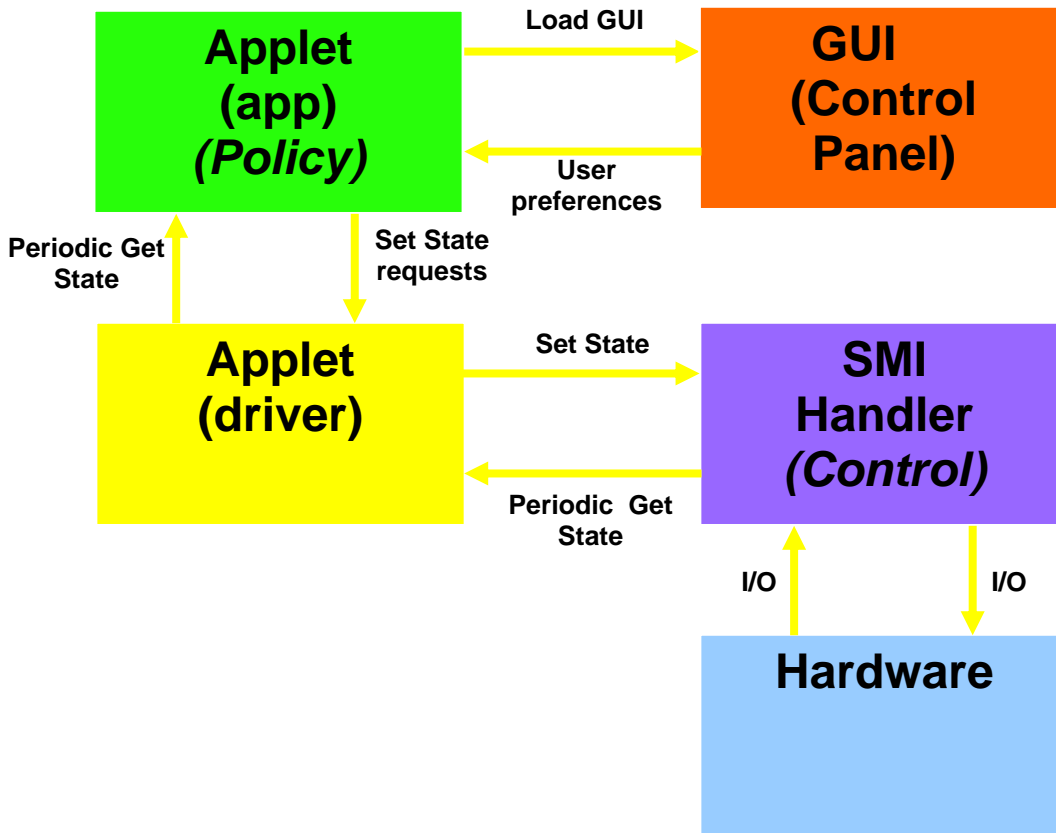 Load GUI
Applet
(app)
(Policy)
GUI
(Control
Panel)
User
preferences
Periodic Get
State
Set State
requests
Applet
(driver)
Set State
SMI
Handler
(Control)
Periodic Get
State
I/O
I/O
Hardware